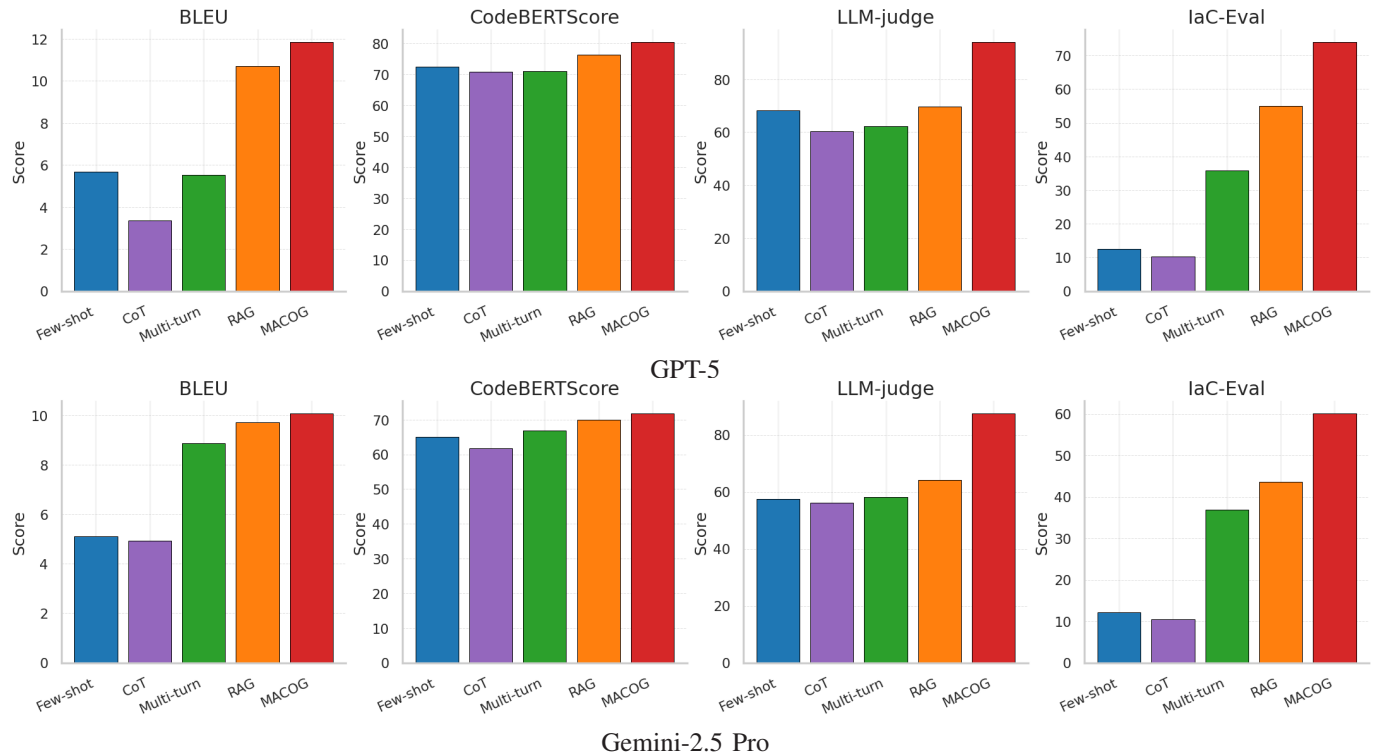 BLEU
12
10
8
6
4
2
0
Score
Few-shot
CoT
Multi-turn
RAG
MACOG
CodeBERTScore
80
70
60
50
40
30
20
10
0
Few-shot
CoT
Multi-turn
RAG
MACOG
LLM-judge
80
60
40
20
0
Score
Few-shot
CoT
Multi-turn
RAG
MACOG
IaC-Eval
70
60
50
40
30
20
10
0
Score
Few-shot
CoT
Multi-turn
RAG
MACOG
GPT-5
BLEU
10
8
6
4
2
0
Score
Few-shot
CoT
Multi-turn
RAG
MACOG
CodeBERTScore
70
60
50
40
30
20
10
0
Few-shot
CoT
Multi-turn
RAG
MACOG
LLM-judge
80
60
40
20
0
Score
Few-shot
CoT
Multi-turn
RAG
MACOG
IaC-Eval
60
50
40
30
20
10
0
Score
Few-shot
CoT
Multi-turn
RAG
MACOG
Gemini-2.5 Pro